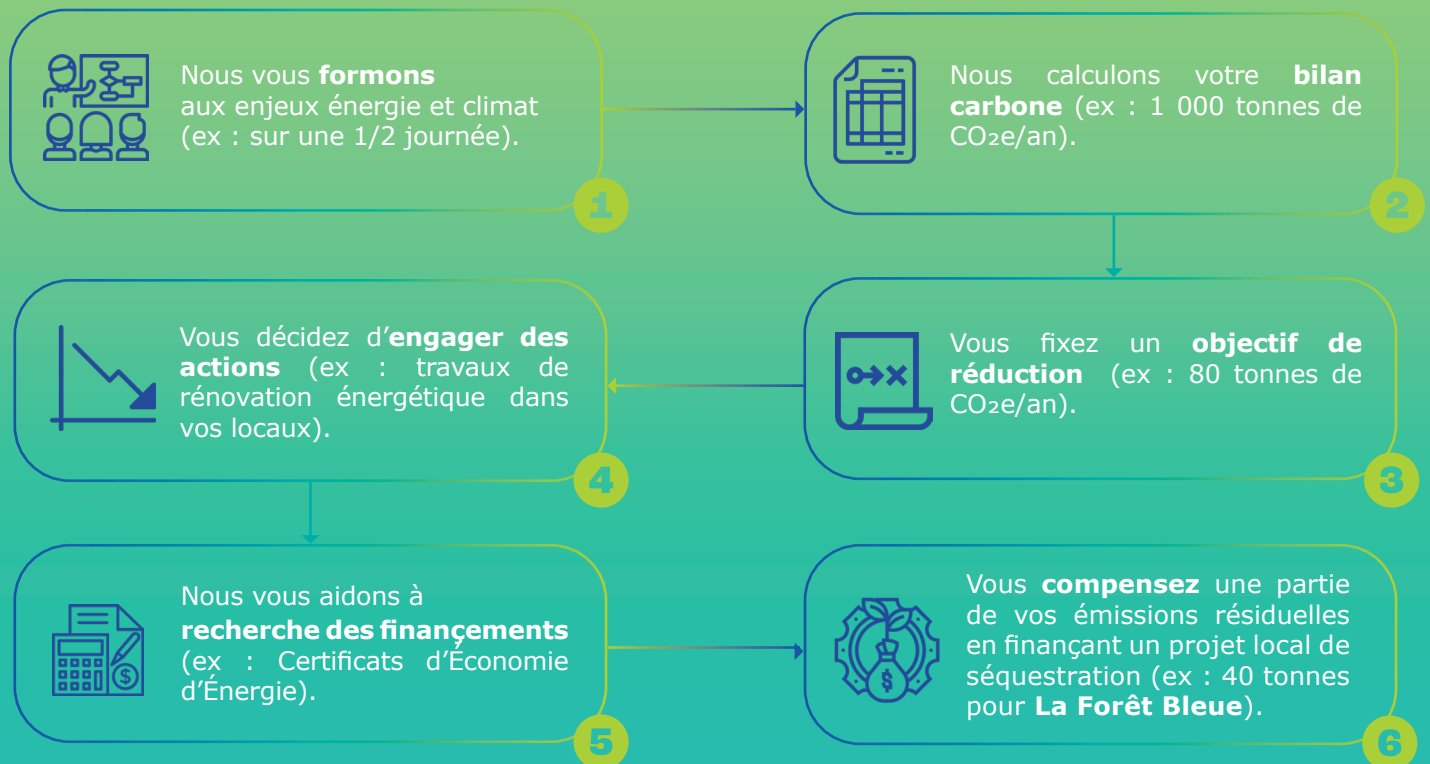 Nous vous formons
aux enjeux énergie et climat
(ex : sur une 1/2 journée).
1
Nous calculons votre bilan
carbone (ex : 1 000 tonnes de
CO₂e/an).
2
Vous fixez un objectif de
réduction (ex : 80 tonnes de
CO₂e/an).
3
Vous décidez d’engager des
actions (ex : travaux de
rénovation énergétique dans
vos locaux).
4
Nous vous aidons à
recherche des finançements
(ex : Certificats d’Économie
d’Énergie).
5
Vous compensez une partie
de vos émissions résiduelles
en finançant un projet local de
séquestration (ex : 40 tonnes
pour La Forêt Bleue).
6